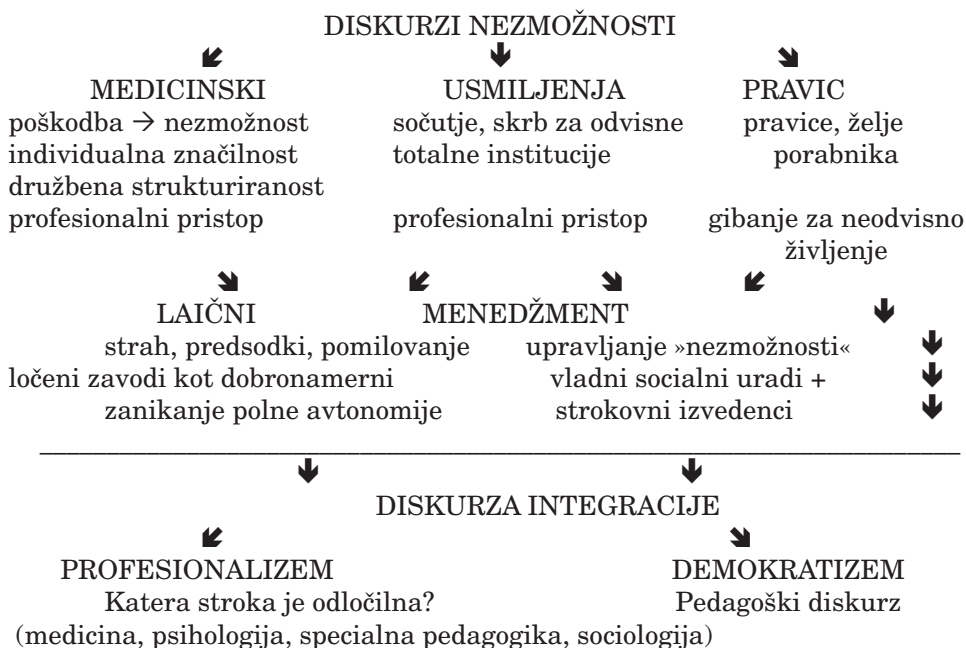 DISKURZI NEZMOŽNOSTI
MEDICINSKI USMILJENJA PRAVIC
poškodba → nezmožnost sočutje, skrb za odvisne pravice, želje
individualna značilnost totalne institucije porabnika
družbena strukturiranost
profesionalni pristop profesionalni pristop gibanje za neodvisno
življenje
LAIČNI MENEDŽMENT
strah, predsodki, pomilovanje upravljanje »nezmožnosti«
ločeni zavodi kot dobronamerni vladni socialni uradi +
zanikanje polne avtonomije strokovni izvedenci
DISKURZA INTEGRACIJE
PROFESIONALIZEM DEMOKRATIZEM
Katera stroka je odločilna? Pedagoški diskurz
(medicina, psihologija, specialna pedagogika, sociologija)